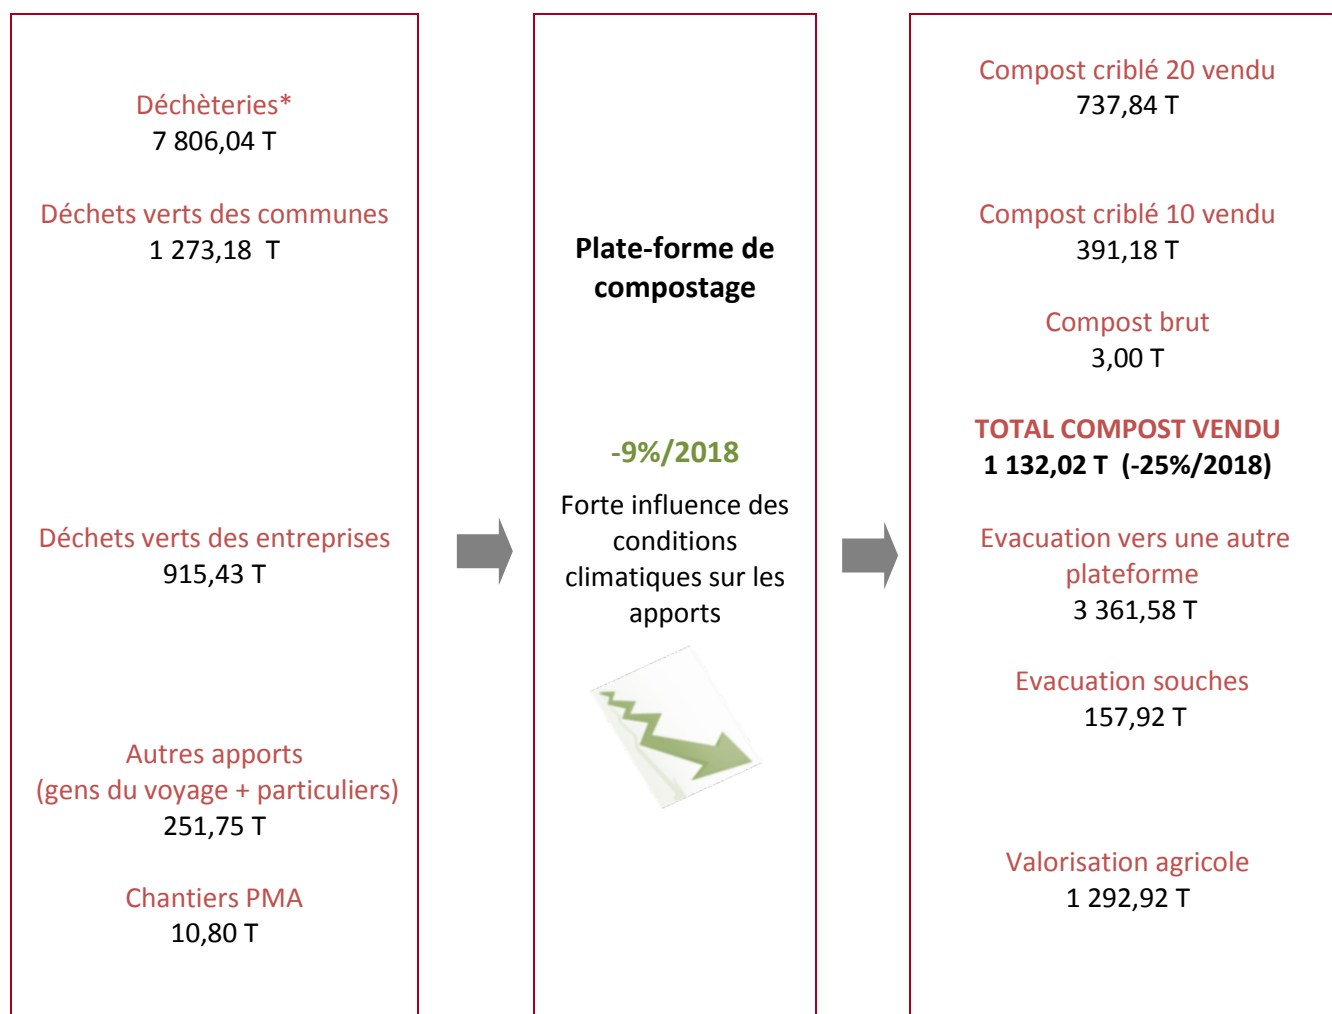 Déchèteries*
7 806,04 T
Déchets verts des communes
1 273,18 T
Déchets verts des entreprises
915,43 T
Autres apports
(gens du voyage + particuliers)
251,75 T
Chantiers PMA
10,80 T
Plate-forme de
compostage
-9%/2018
Forte influence des
conditions
climatiques sur les
apports
Compost criblé 20 vendu
737,84 T
Compost criblé 10 vendu
391,18 T
Compost brut
3,00 T
TOTAL COMPOST VENDU
1 132,02 T (-25%/2018)
Evacuation vers une autre
plateforme
3 361,58 T
Evacuation souches
157,92 T
Valorisation agricole
1 292,92 T